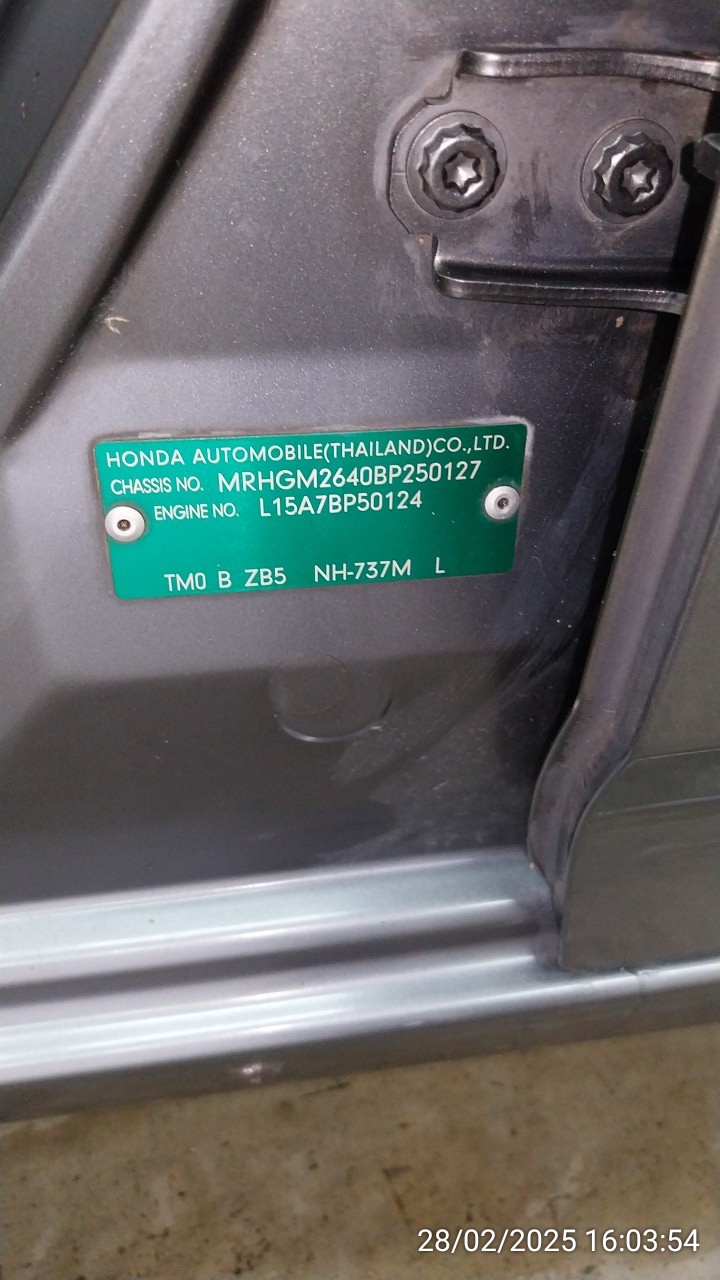 HONDA AUTOMOBILE(THAILAND)CO.,LTD.
CHASSIS NO. MRHGM2640BP250127
ENGINE NO. L15A7BP50124
TM0 B ZB5 NH-737M L
28/02/2025 16:03:54